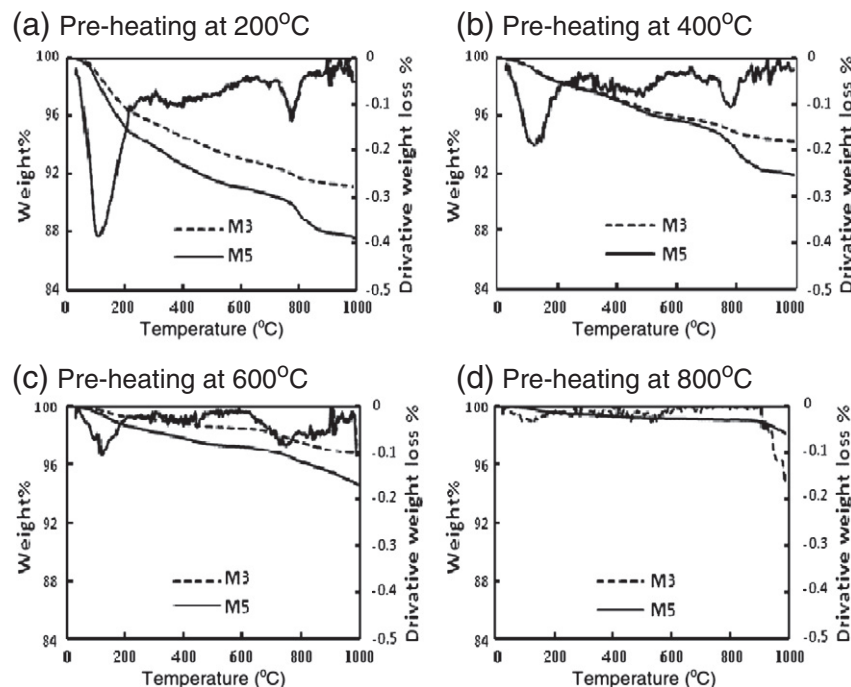 (a) Pre-heating at 200°C
100
96
92
88
84
Weight%
0
-0.1
-0.2
-0.3
-0.4
-0.5
Drivative weight loss %
M3
M5
0 200 400 600 800 1000
Temperature (°C)
(b) Pre-heating at 400°C
100
96
92
88
84
Weight%
0
-0.1
-0.2
-0.3
-0.4
-0.5
Drivative weight loss %
M3
M5
0 200 400 600 800 1000
Temperature (°C)
(c) Pre-heating at 600°C
100
96
92
88
84
Weight%
0
-0.1
-0.2
-0.3
-0.4
-0.5
Drivative weight loss %
M3
M5
0 200 400 600 800 1000
Temperature (°C)
(d) Pre-heating at 800°C
100
96
92
88
84
Weight%
0
-0.1
-0.2
-0.3
-0.4
-0.5
Drivative weight loss %
M3
M5
0 200 400 600 800 1000
Temperature (°C)